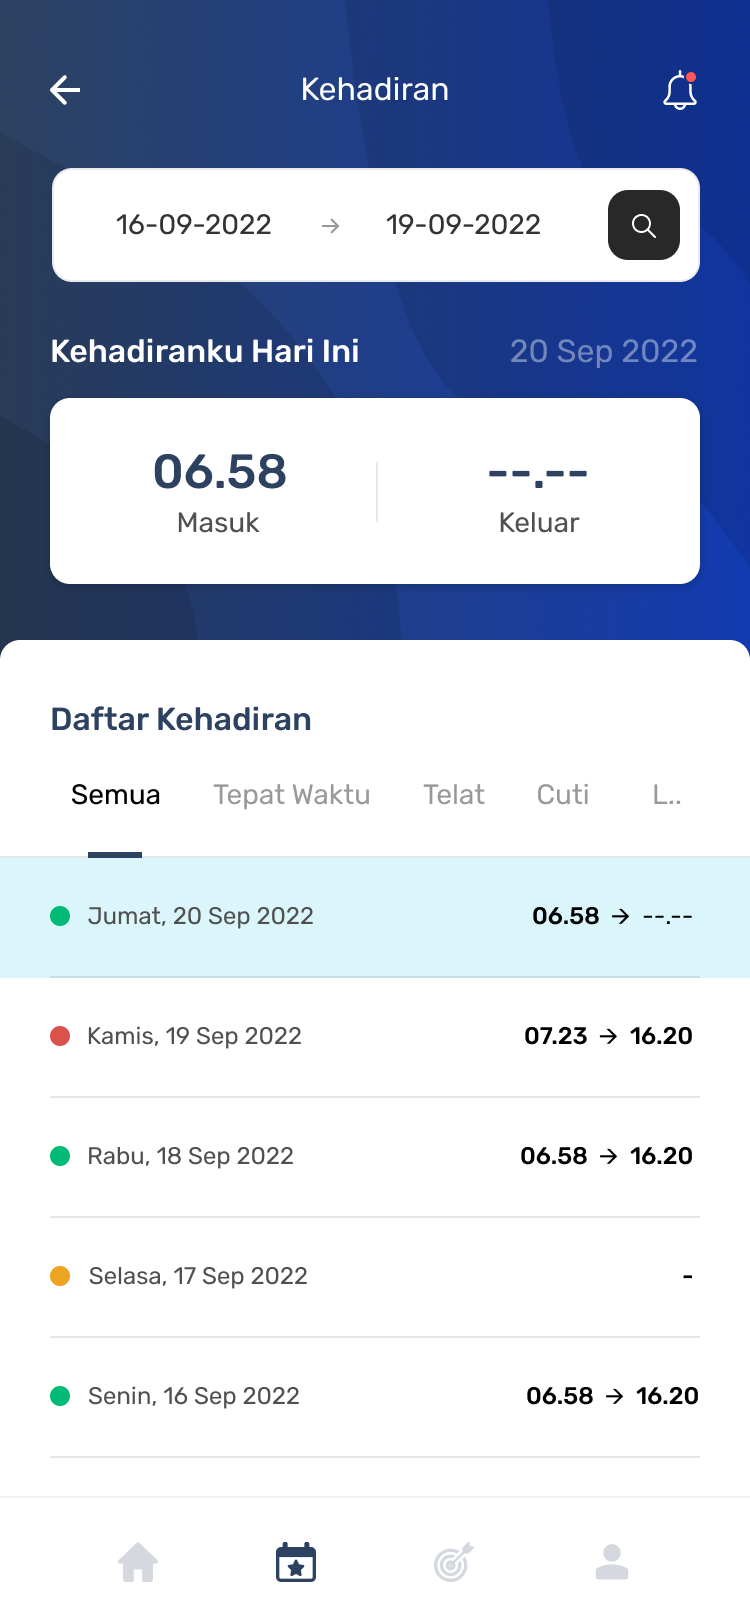 Kehadiran
16-09-2022 → 19-09-2022
Kehadiranku Hari Ini 20 Sep 2022
06.58 --.--
Masuk Keluar
Daftar Kehadiran
Semua Tepat Waktu Telat Cuti L..
Jumat, 20 Sep 2022 06.58 → --.--
Kamis, 19 Sep 2022 07.23 → 16.20
Rabu, 18 Sep 2022 06.58 → 16.20
Selasa, 17 Sep 2022 -
Senin, 16 Sep 2022 06.58 → 16.20